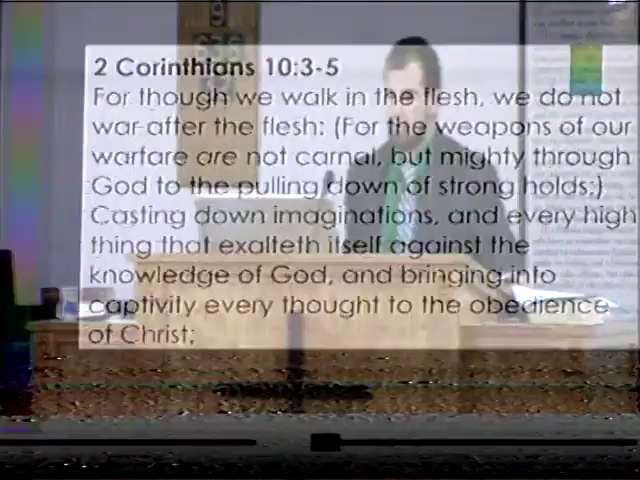 2 Corinthians 10:3-5
For though we walk in the flesh, we do not
war after the flesh: (For the weapons of our
warfare are not carnal, but mighty through
God to the pulling down of strong holds;)
Casting down imaginations, and every high
thing that exalteth itself against the
knowledge of God, and bringing into
captivity every thought to the obedience
of Christ;